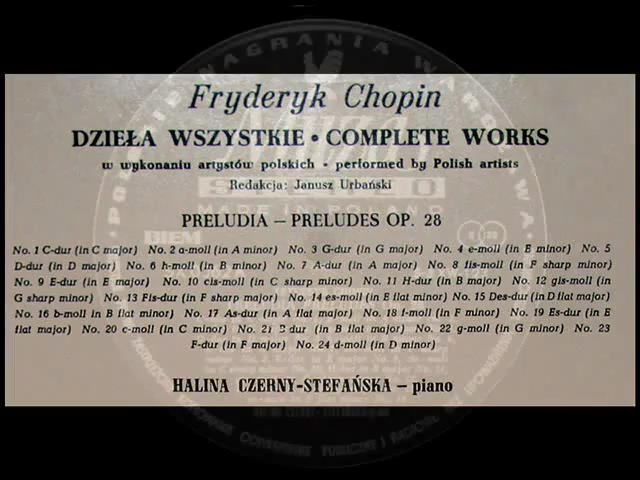 Fryderyk Chopin
DZIEŁA WSZYSTKIE • COMPLETE WORKS
w wykonaniu artystów polskich • performed by Polish artists
Redakcja: Janusz Urbański
PRELUDIA — PRELUDES OP. 28
No. 1 C-dur (in C major) No. 2 a-moll (in A minor) No. 3 G-dur (in G major) No. 4 e-moll (in E minor) No. 5
D-dur (in D major) No. 6 h-moll (in B minor) No. 7 A-dur (in A major) No. 8 fis-moll (in F sharp minor)
No. 9 E-dur (in E major) No. 10 cis-moll (in C sharp minor) No. 11 H-dur (in B major) No. 12 gis-moll (in
G sharp minor) No. 13 Fis-dur (in F sharp major) No. 14 es-moll (in E flat minor) No. 15 Des-dur (in D flat major)
No. 16 b-moll in B flat minor) No. 17 As-dur (in A flat major) No. 18 f-moll (in F minor) No. 19 Es-dur (in E
flat major) No. 20 c-moll (in C minor) No. 21 B dur (in B flat major) No. 22 g-moll (in G minor) No. 23
F-dur (in F major) No. 24 d-moll (in D minor)
HALINA CZERNY-STEFAŃSKA — piano
POLSKIE NAGRANIA WARSZAWA
MADE IN POLAND
BIEM